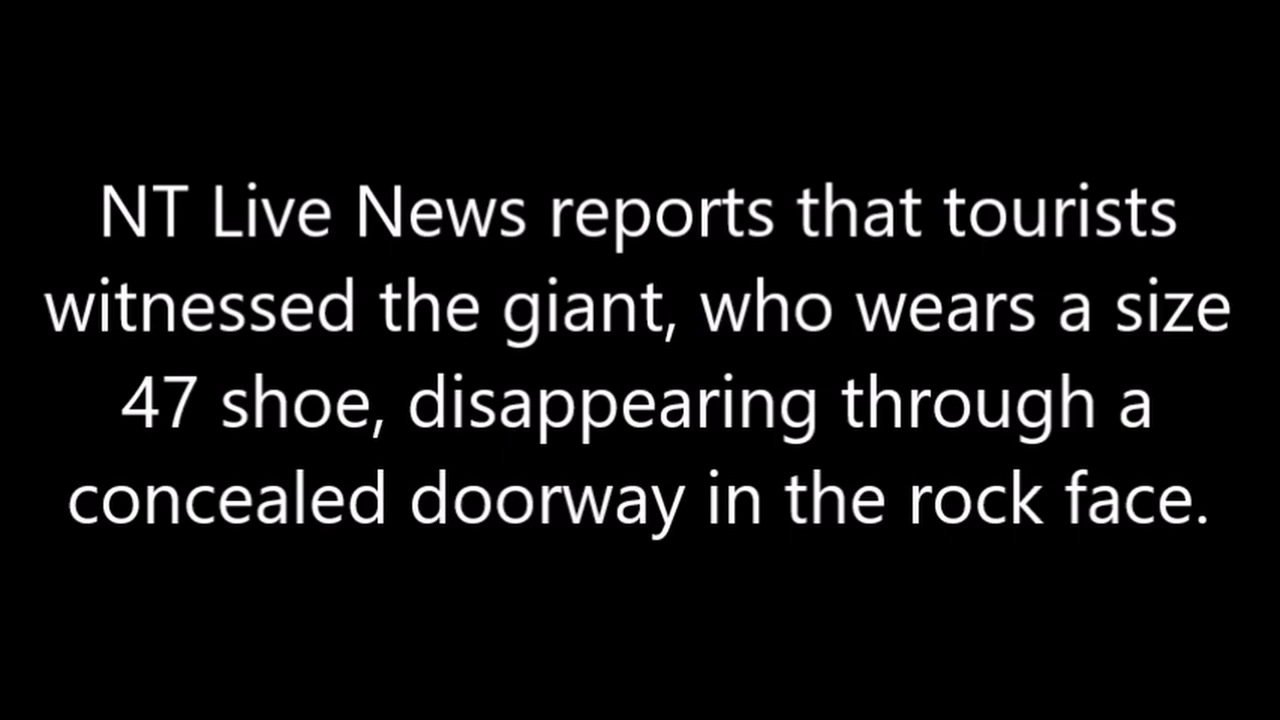 NT Live News reports that tourists
witnessed the giant, who wears a size
47 shoe, disappearing through a
concealed doorway in the rock face.